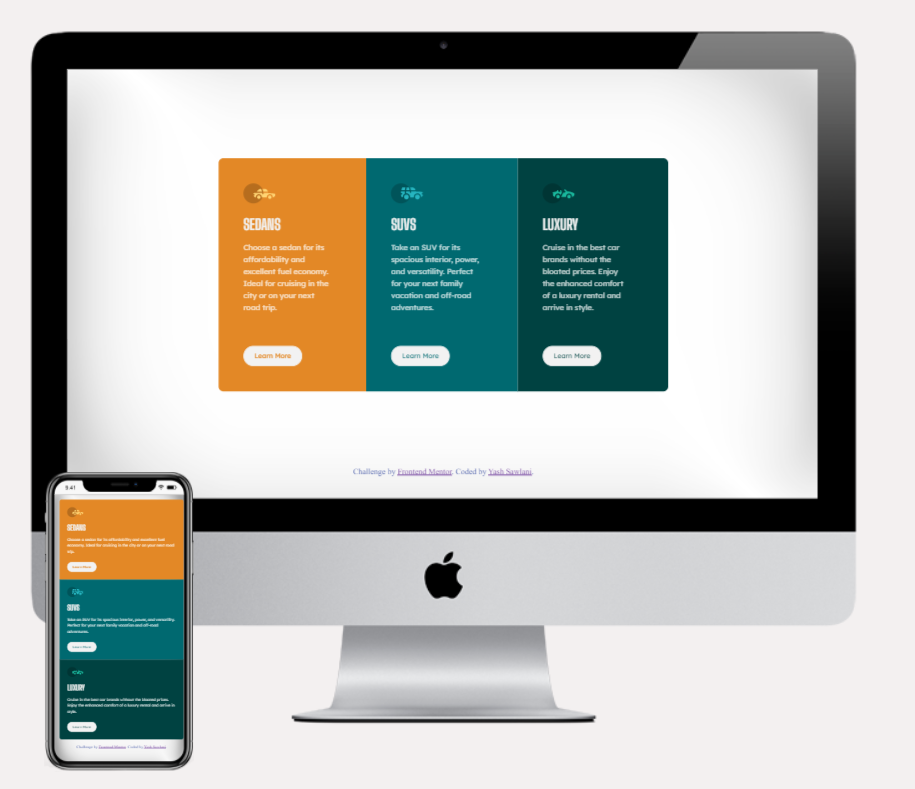 SEDANS
Choose a sedan for its
affordability and
excellent fuel economy.
Ideal for cruising in the
city or on your next
road trip.
Learn More
SUVS
Take an SUV for its
spacious interior, power,
and versatility. Perfect
for your next family
vacation and off-road
adventures.
Learn More
LUXURY
Cruise in the best car
brands without the
bloated prices. Enjoy
the enhanced comfort
of a luxury rental and
arrive in style.
Learn More
Challenge by Frontend Mentor. Coded by Yash Sawlani.
9:41
SEDANS
Choose a sedan for its affordability and excellent fuel
economy. Ideal for cruising in the city or on your next road
trip.
Learn More
SUVS
Take an SUV for its spacious interior, power, and versatility.
Perfect for your next family vacation and off-road
adventures.
Learn More
LUXURY
Cruise in the best car brands without the bloated prices.
Enjoy the enhanced comfort of a luxury rental and arrive in
style.
Learn More
Challenge by Frontend Mentor. Coded by Yash Sawlani.